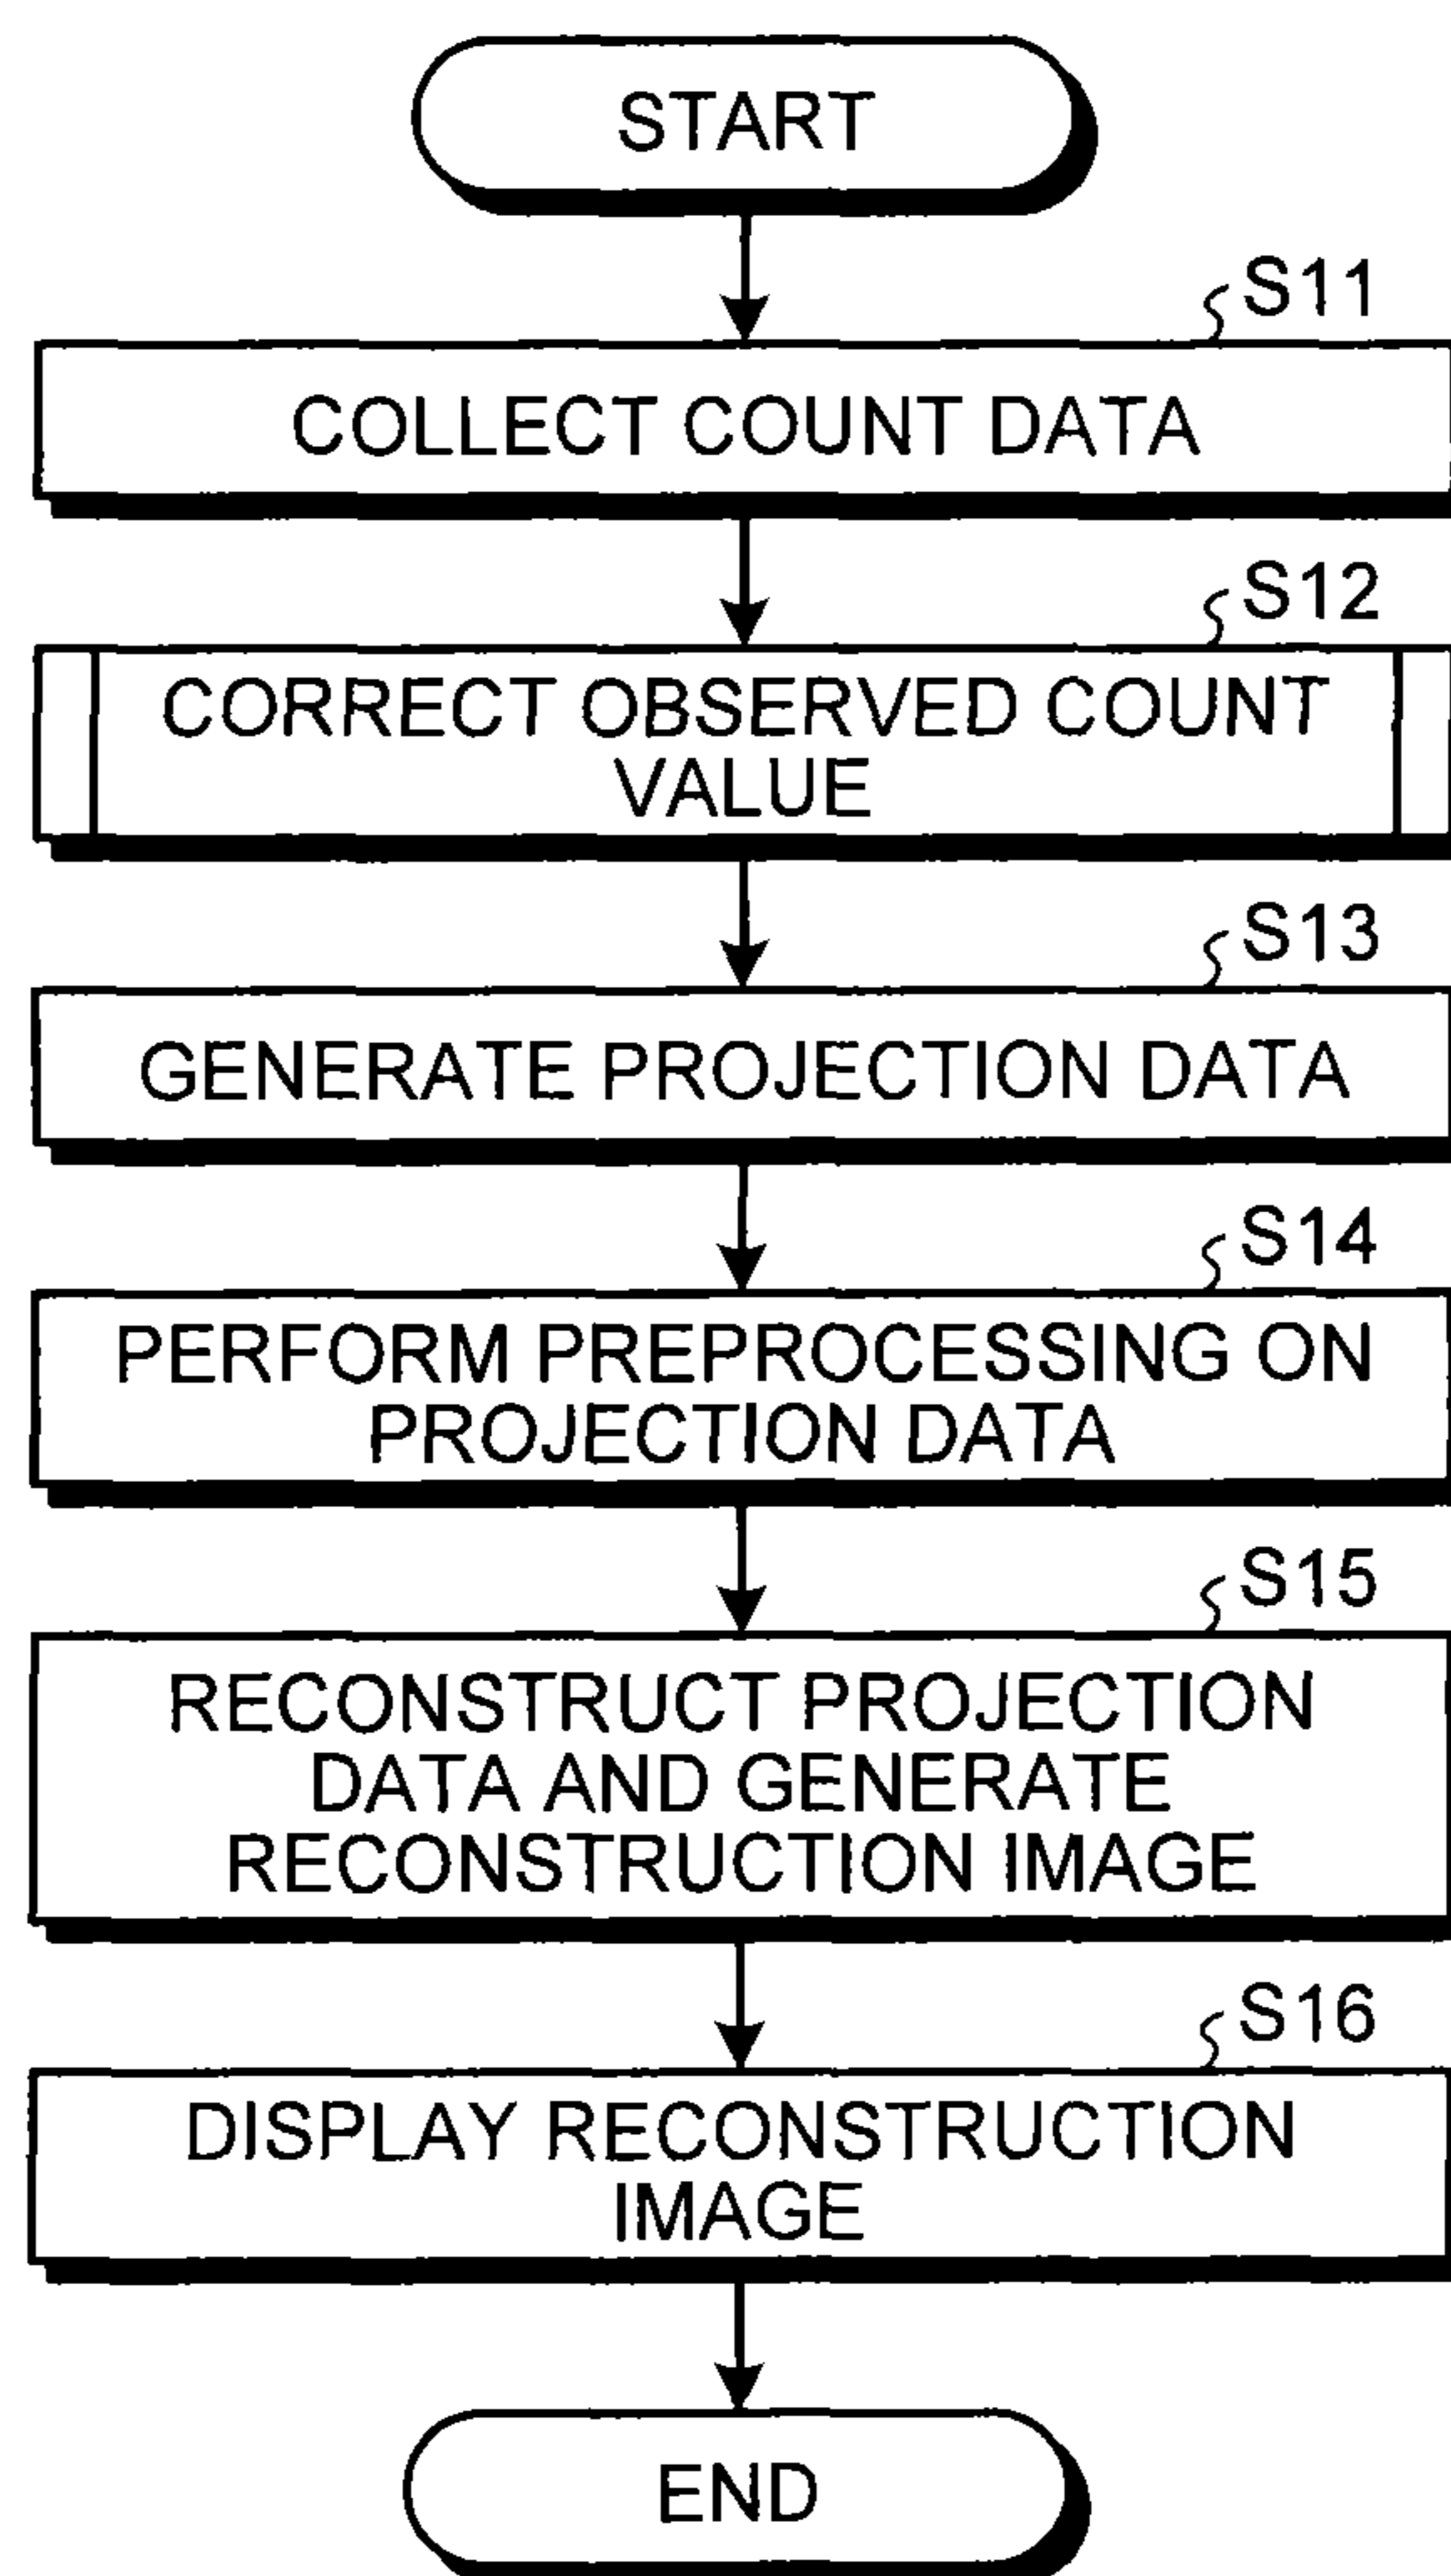 START
S11
COLLECT COUNT DATA
S12
CORRECT OBSERVED COUNT
VALUE
S13
GENERATE PROJECTION DATA
S14
PERFORM PREPROCESSING ON
PROJECTION DATA
S15
RECONSTRUCT PROJECTION
DATA AND GENERATE
RECONSTRUCTION IMAGE
S16
DISPLAY RECONSTRUCTION
IMAGE
END